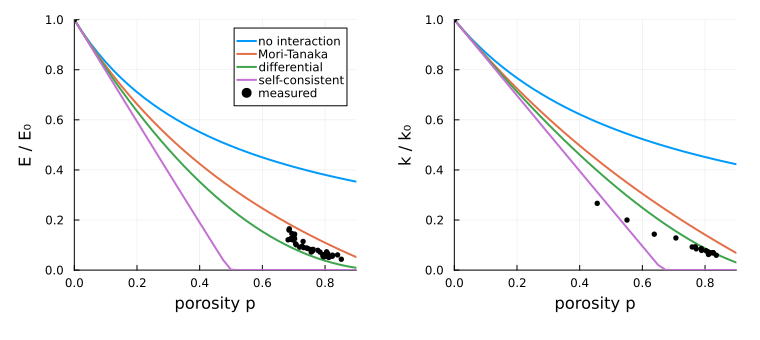 no interaction
Mori-Tanaka
differential
self-consistent
measured
E / E₀
1.0
0.8
0.6
0.4
0.2
0.0
0.0 0.2 0.4 0.6 0.8
porosity p
k / k₀
1.0
0.8
0.6
0.4
0.2
0.0
0.0 0.2 0.4 0.6 0.8
porosity p